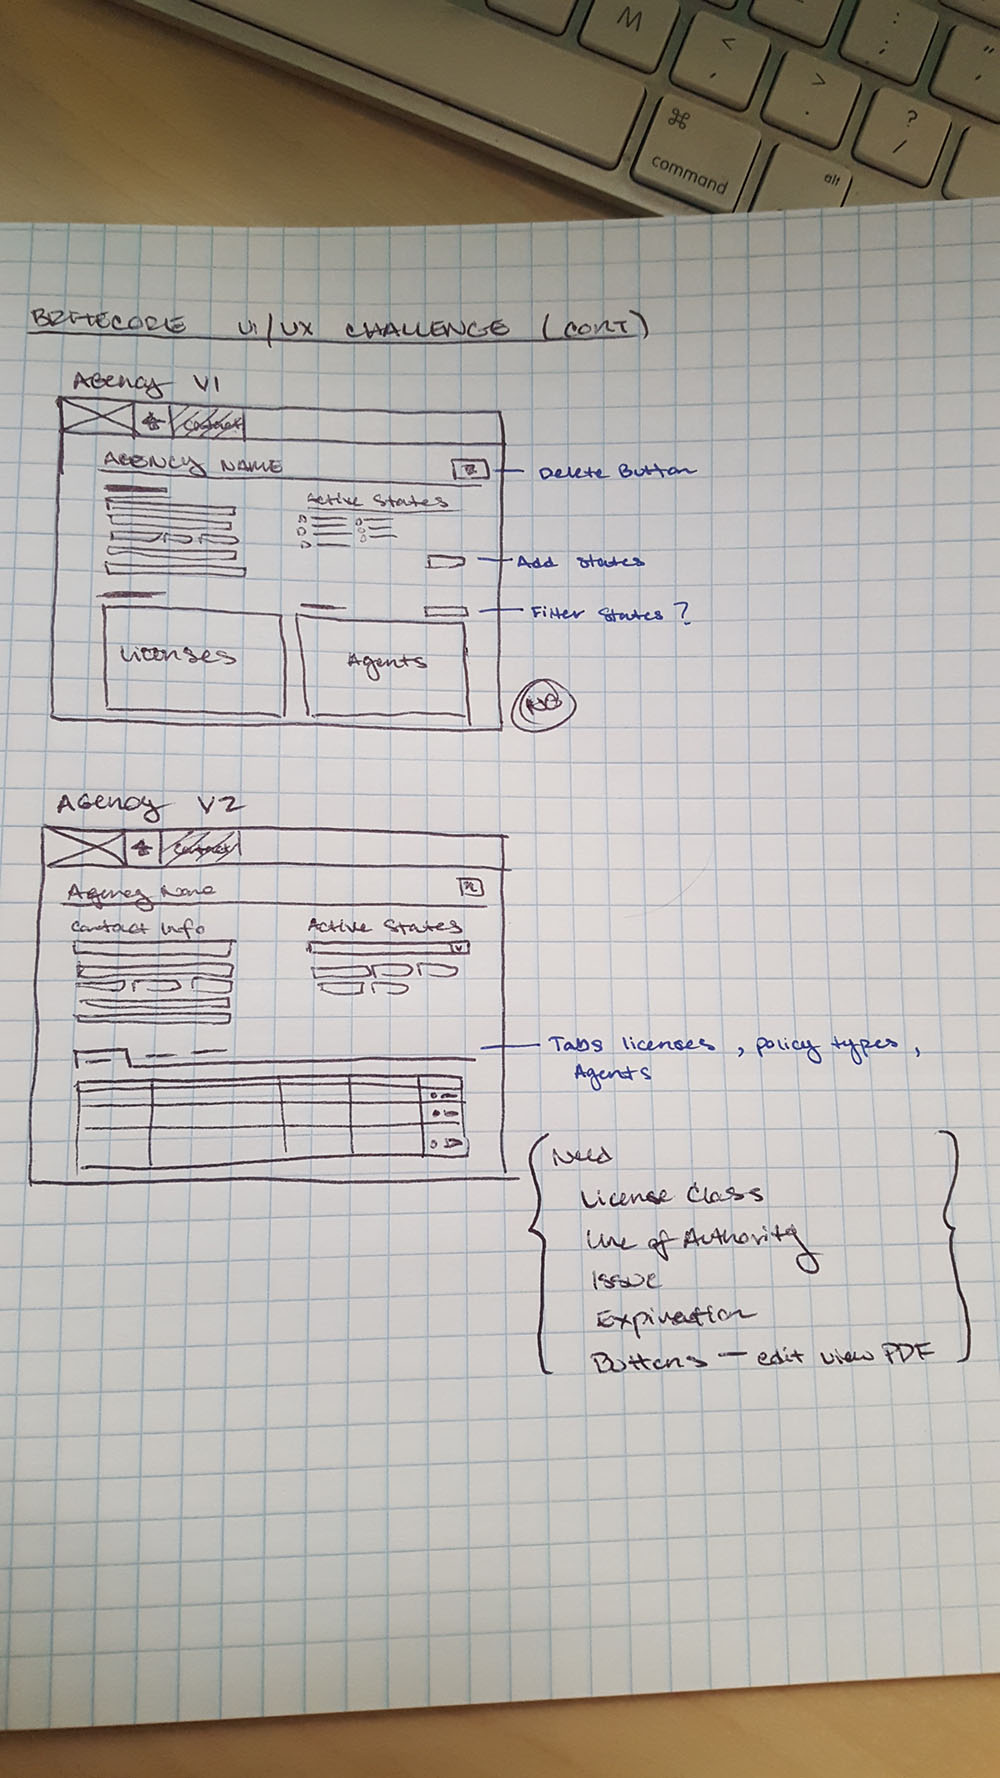 M
<
,
>
.
:
;
"
,
?
/
⌘
command
alt
BRITECORE UI/UX CHALLENGE (CONT)
Agency V1
Contact
AGENCY NAME
Delete Button
Active States
Add States
Filter States?
Licenses
Agents
NO
Agency V2
Contact
Agency Name
Contact Info
Active States
Tabs licenses, policy types,
Agents
Need
License Class
Line of Authority
Issue
Expiration
Buttons — edit view PDF